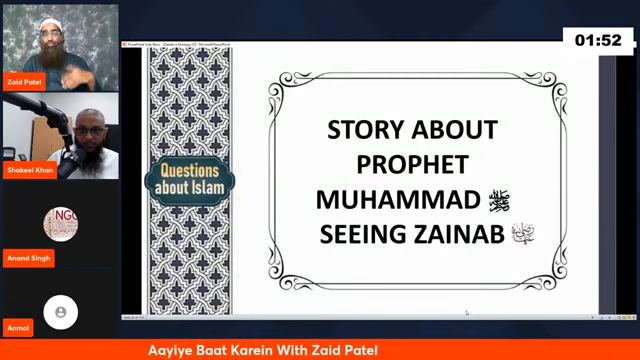 01:52
Zaid Patel
Shakeel Khan
NGO
Anand Singh
Anmol
Questions
about Islam
STORY ABOUT
PROPHET
MUHAMMAD ﷺ
SEEING ZAINAB
Aayiye Baat Karein With Zaid Patel